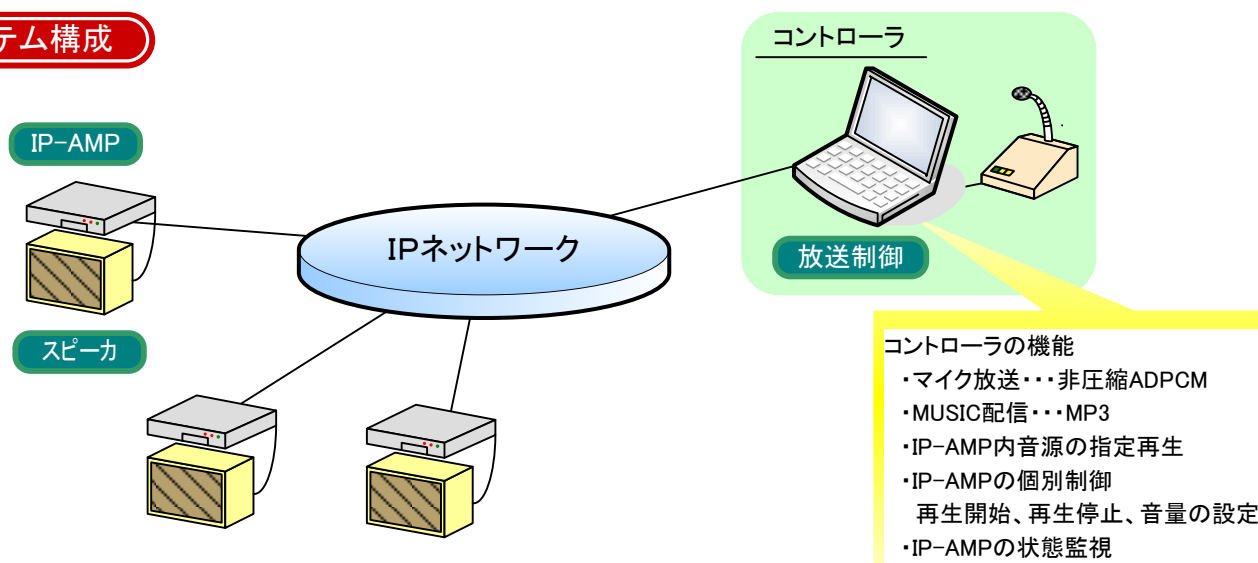 テム構成
コントローラ
IP-AMP
IPネットワーク
放送制御
スピーカ
コントローラの機能
・マイク放送・・・非圧縮ADPCM
・MUSIC配信・・・MP3
・IP-AMP内音源の指定再生
・IP-AMPの個別制御
再生開始、再生停止、音量の設定
・IP-AMPの状態監視